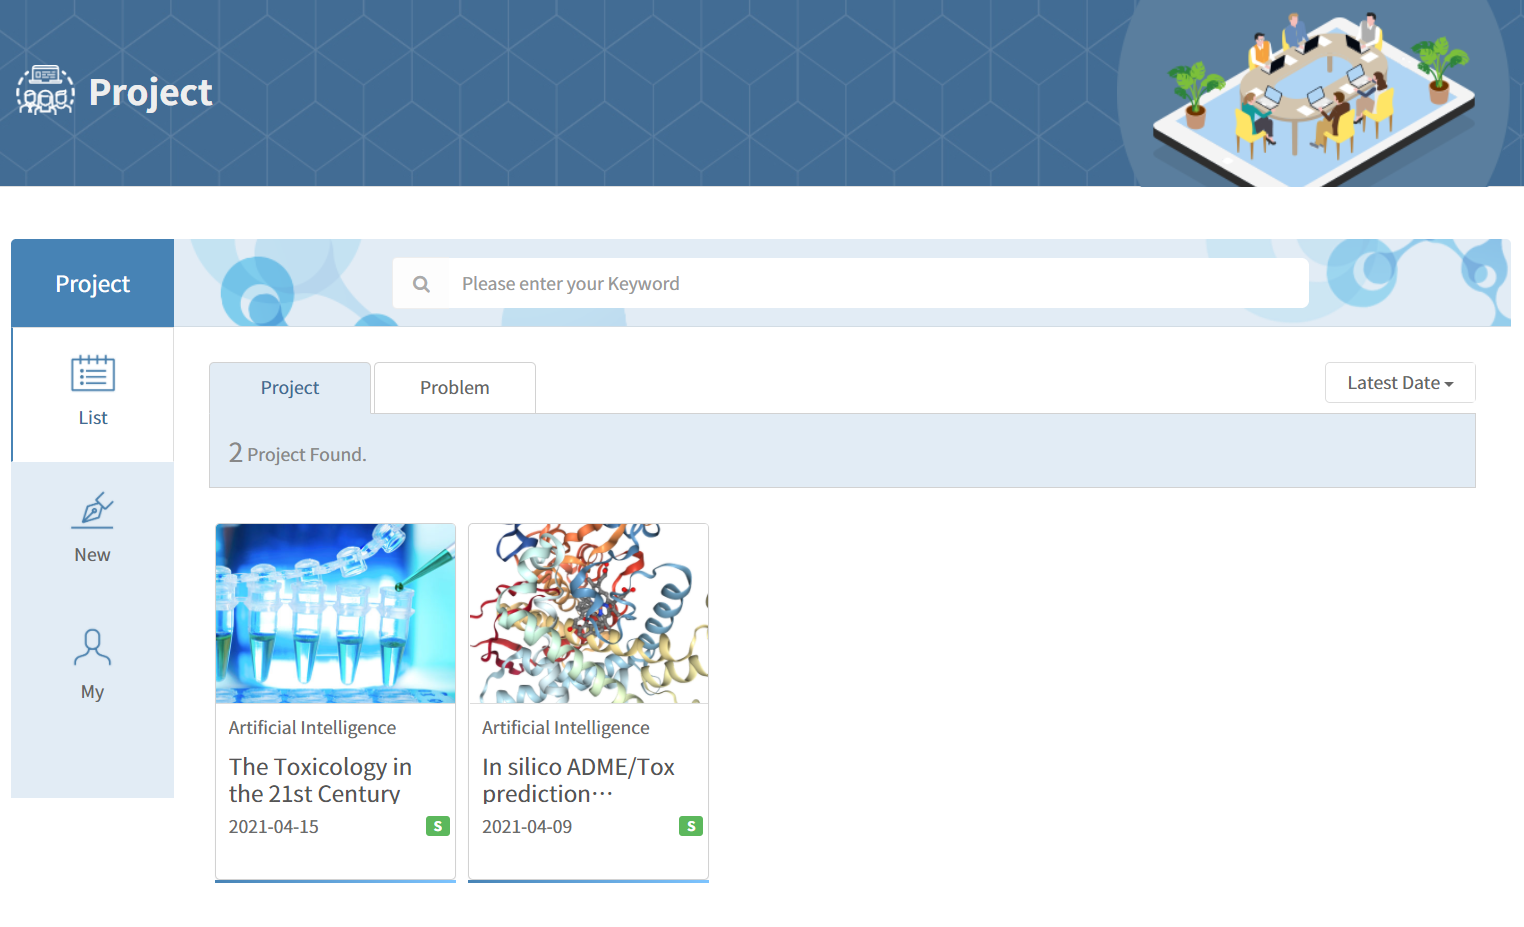 Project
Project
Please enter your Keyword
List
New
My
Project
Problem
Latest Date
2 Project Found.
Artificial Intelligence
The Toxicology in
the 21st Century
2021-04-15
S
Artificial Intelligence
In silico ADME/Tox
prediction⋯
2021-04-09
S